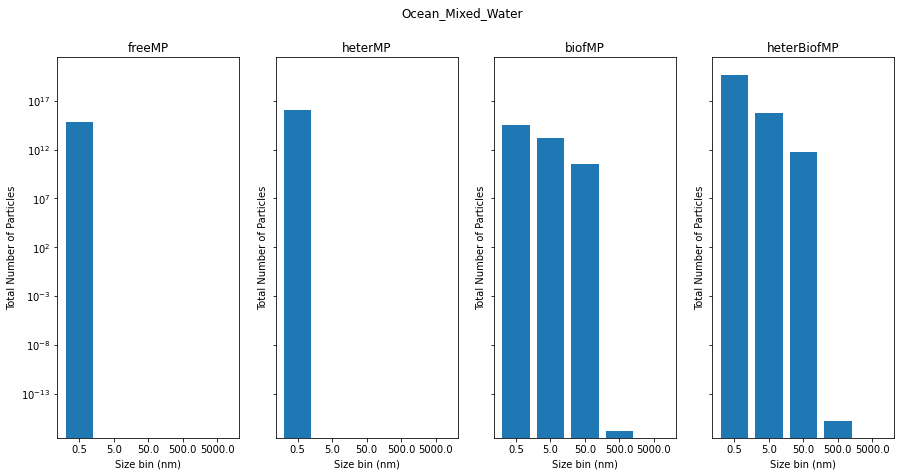 Ocean_Mixed_Water
freeMP
heterMP
biofMP
heterBiofMP
Total Number of Particles
10^17
10^12
10^7
10^2
10^−3
10^−8
10^−13
0.5 5.0 50.0 500.0 5000.0
Size bin (nm)
Total Number of Particles
0.5 5.0 50.0 500.0 5000.0
Size bin (nm)
Total Number of Particles
0.5 5.0 50.0 500.0 5000.0
Size bin (nm)
Total Number of Particles
0.5 5.0 50.0 500.0 5000.0
Size bin (nm)